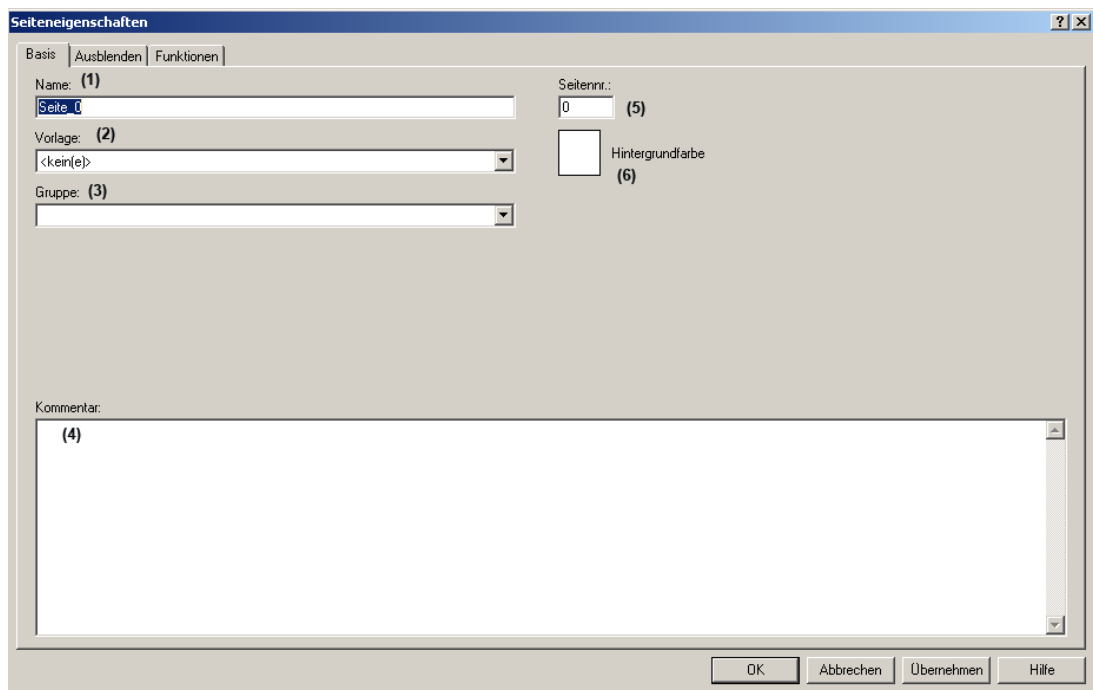 Seiteneigenschaften
Basis Ausblenden Funktionen
Name: (1)
Seite_0
Vorlage: (2)
<kein(e)>
Gruppe: (3)
Seitennr.:
0 (5)
Hintergrundfarbe
(6)
Kommentar:
(4)
OK Abbrechen Übernehmen Hilfe